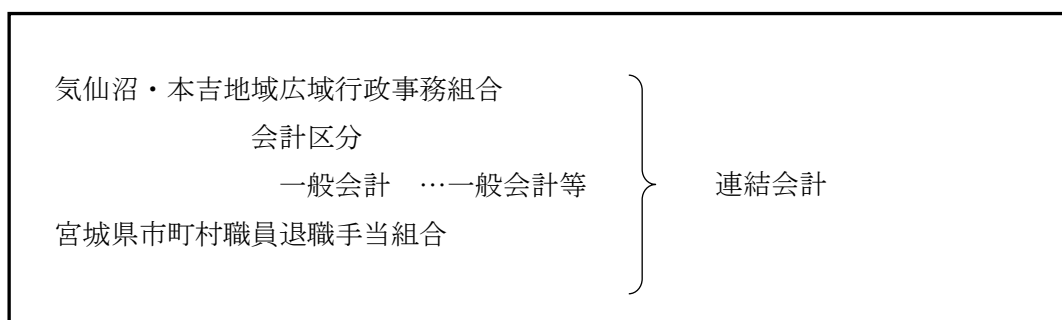 気仙沼・本吉地域広域行政事務組合
会計区分
一般会計　…一般会計等
連結会計
宮城県市町村職員退職手当組合